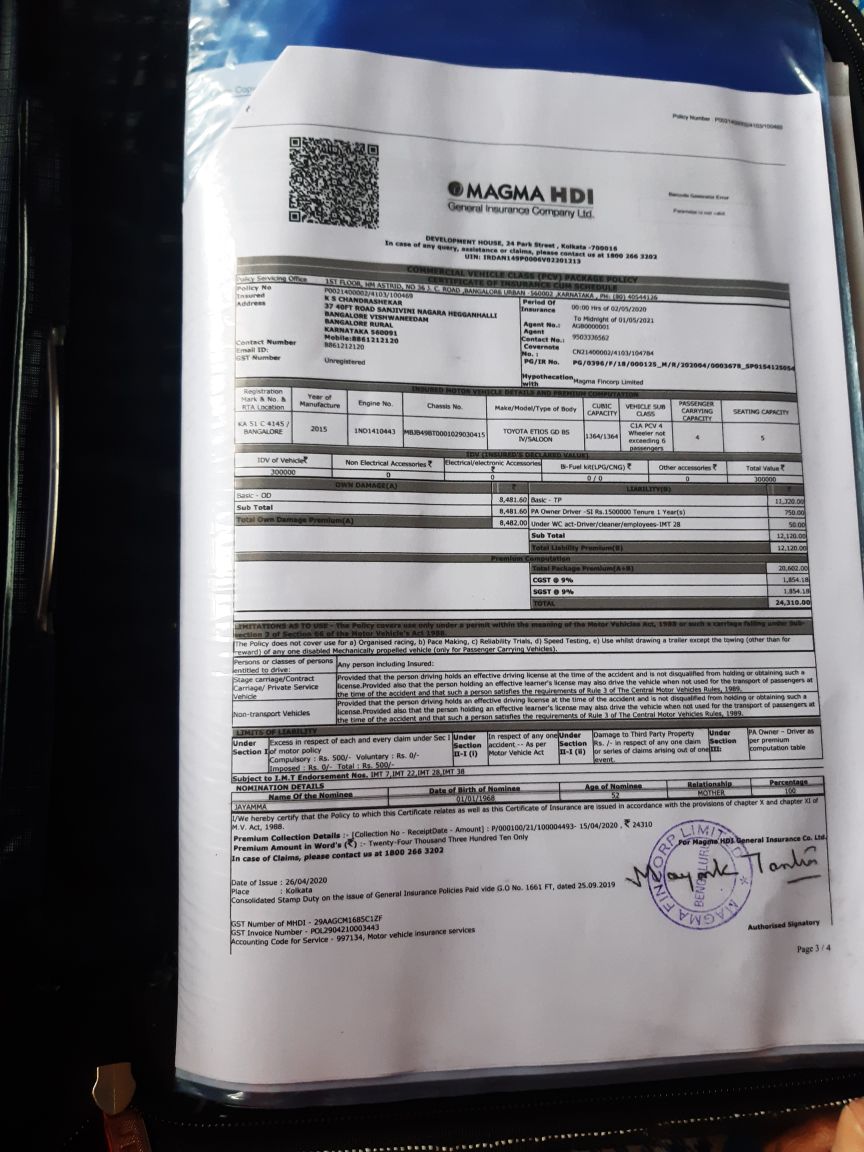 Policy Number : P0021400002/4103/100469
MAGMA HDI
General Insurance Company Ltd.
Barcode Generator Error
Parameter is not valid
DEVELOPMENT HOUSE, 24 Park Street , Kolkata -700016
In case of any query, assistance or claims, please contact us at 1800 266 3202
UIN: IRDAN149P0006V02201213
COMMERCIAL VEHICLE CLASS (PCV) PACKAGE POLICY
CERTIFICATE OF INSURANCE CUM SCHEDULE
Policy Servicing Office 1ST FLOOR, HM ASTRID, NO 36 J. C. ROAD ,BANGALORE URBAN -560002 ,KARNATAKA , PH: (80) 40544126
Policy No P0021400002/4103/100469
Insured K S CHANDRASHEKAR
Address 37 40FT ROAD SANJIVINI NAGARA HEGGANHALLI
BANGALORE VISHWANEEDAM
BANGALORE RURAL
KARNATAKA 560091
Mobile:8861212120
Contact Number 8861212120
Email ID:
GST Number Unregistered
Period Of Insurance 00:00 Hrs of 02/05/2020
To Midnight of 01/05/2021
Agent No.: AGB0000001
Agent Contact No.: 9503336562
Covernote No. : CN21400002/4103/104784
PG/IR No. PG/0396/F/18/000125_M/R/202004/0003678_SP0154125054
Hypothecation with Magma Fincorp Limited
INSURED MOTOR VEHICLE DETAILS AND PREMIUM COMPUTATION
Registration Mark & No. & RTA Location Year of Manufacture Engine No. Chassis No. Make/Model/Type of Body CUBIC CAPACITY VEHICLE SUB CLASS PASSENGER CARRYING CAPACITY SEATING CAPACITY
KA 51 C 4145 / BANGALORE 2015 1ND1410443 MBJB49BT0001029030415 TOYOTA ETIOS GD BS IV/SALOON 1364/1364 C1A PCV 4 Wheeler not exceeding 6 passengers 4 5
IDV (INSURED'S DECLARED VALUE)
IDV of Vehicle₹ Non Electrical Accessories ₹ Electrical/electronic Accessories ₹ Bi-Fuel kit(LPG/CNG) ₹ Other accessories ₹ Total Value ₹
300000 0 0 0 / 0 0 300000
OWN DAMAGE(A) ₹ LIABILITY(B) ₹
Basic - OD 8,481.60 Basic - TP 11,320.00
Sub Total 8,481.60 PA Owner Driver -SI Rs.1500000 Tenure 1 Year(s) 750.00
Total Own Damage Premium(A) 8,482.00 Under WC act-Driver/cleaner/employees-IMT 28 50.00
Sub Total 12,120.00
Total Liability Premium(B) 12,120.00
Premium Computation
Total Package Premium(A+B) 20,602.00
CGST @ 9% 1,854.18
SGST @ 9% 1,854.18
TOTAL 24,310.00
LIMITATIONS AS TO USE - The Policy covers use only under a permit within the meaning of the Motor Vehicles Act, 1988 or such a carriage falling under Sub-
section 3 of Section 66 of the Motor Vehicle's Act 1988.
The Policy does not cover use for a) Organised racing, b) Pace Making, c) Reliability Trials, d) Speed Testing, e) Use whilst drawing a trailer except the towing (other than for
reward) of any one disabled Mechanically propelled vehicle (only for Passenger Carrying Vehicles).
Persons or classes of persons entitled to drive: Any person including Insured:
Stage carriage/Contract Carriage/ Private Service Vehicle Provided that the person driving holds an effective driving license at the time of the accident and is not disqualified from holding or obtaining such a
license.Provided also that the person holding an effective learner's license may also drive the vehicle when not used for the transport of passengers at
the time of the accident and that such a person satisfies the requirements of Rule 3 of The Central Motor Vehicles Rules, 1989.
Non-transport Vehicles Provided that the person driving holds an effective driving license at the time of the accident and is not disqualified from holding or obtaining such a
license.Provided also that the person holding an effective learner's license may also drive the vehicle when not used for the transport of passengers at
the time of the accident and that such a person satisfies the requirements of Rule 3 of The Central Motor Vehicles Rules, 1989.
LIMITS OF LIABILITY
Under Section I Excess in respect of each and every claim under Sec I of motor policy
Compulsory : Rs. 500/- Voluntary : Rs. 0/-
Imposed : Rs. 0/- Total : Rs. 500/-
Under Section II-I (i) In respect of any one accident -- As per Motor Vehicle Act
Under Section II-I (ii) Damage to Third Party Property Rs. /- in respect of any one claim or series of claims arising out of one event.
Under Section III: PA Owner - Driver as per premium computation table
Subject to I.M.T Endorsement Nos. IMT 7,IMT 22,IMT 28,IMT 38
NOMINATION DETAILS
Name Of the Nominee Date of Birth of Nominee Age of Nominee Relationship Percentage
JAYAMMA 01/01/1968 52 MOTHER 100
I/We hereby certify that the Policy to which this Certificate relates as well as this Certificate of Insurance are issued in accordance with the provisions of chapter X and chapter XI of
M.V. Act, 1988.
Premium Collection Details :- [Collection No - ReceiptDate - Amount] : P/000100/21/100004493- 15/04/2020 , ₹ 24310
Premium Amount in Word's (₹) :- Twenty-Four Thousand Three Hundred Ten Only
In case of Claims, please contact us at 1800 266 3202
For Magma HDI General Insurance Co. Ltd.
MAGMA FINCORP LIMITED
BENGALURU
Mayank Tantia
Date of Issue : 26/04/2020
Place : Kolkata
Consolidated Stamp Duty on the issue of General Insurance Policies Paid vide G.O No. 1661 FT, dated 25.09.2019
GST Number of MHDI - 29AAGCM1685C1ZF
GST Invoice Number - POL2904210003443
Accounting Code for Service - 997134, Motor vehicle insurance services
Authorised Signatory
Page 3 / 4